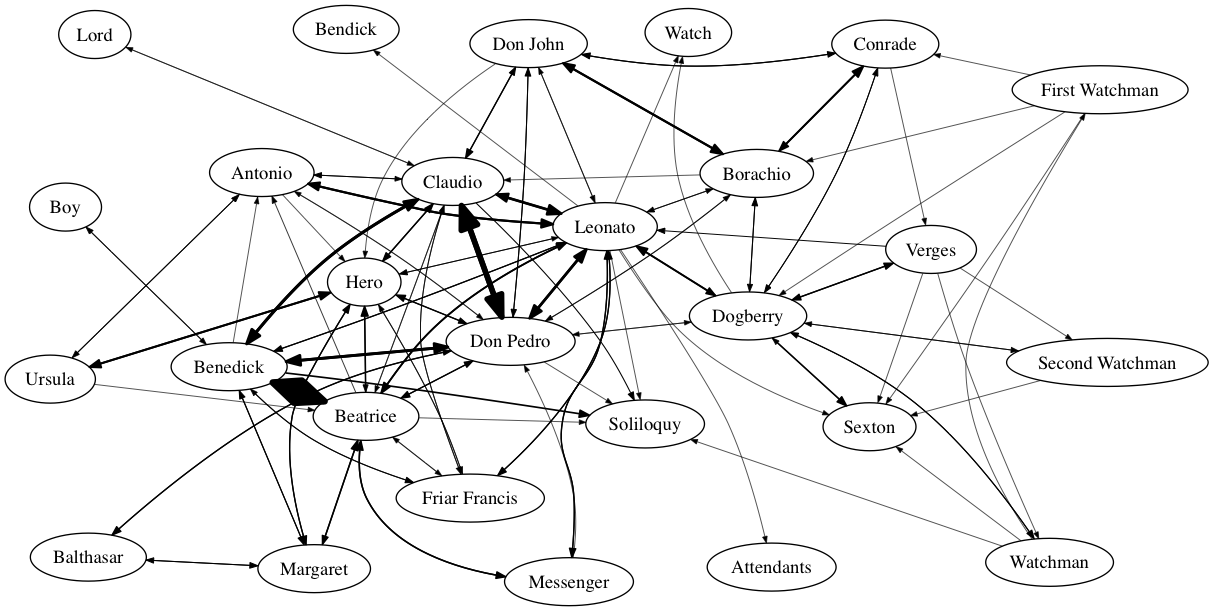 Lord
Bendick
Don John
Watch
Conrade
First Watchman
Antonio
Claudio
Borachio
Boy
Leonato
Verges
Hero
Dogberry
Don Pedro
Second Watchman
Ursula
Benedick
Beatrice
Soliloquy
Sexton
Friar Francis
Balthasar
Margaret
Messenger
Attendants
Watchman